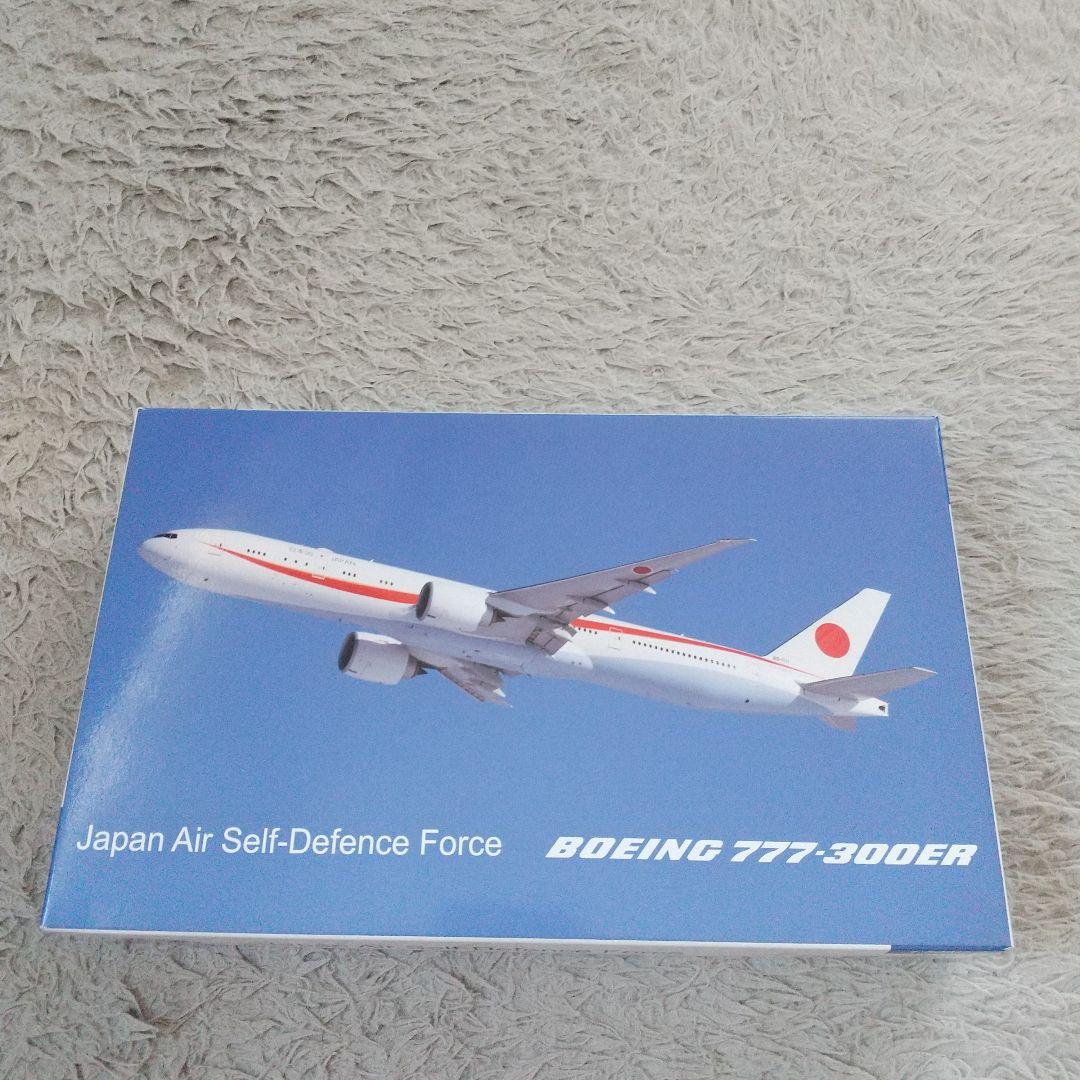 Japan Air Self-Defence Force
BOEING 777-300ER